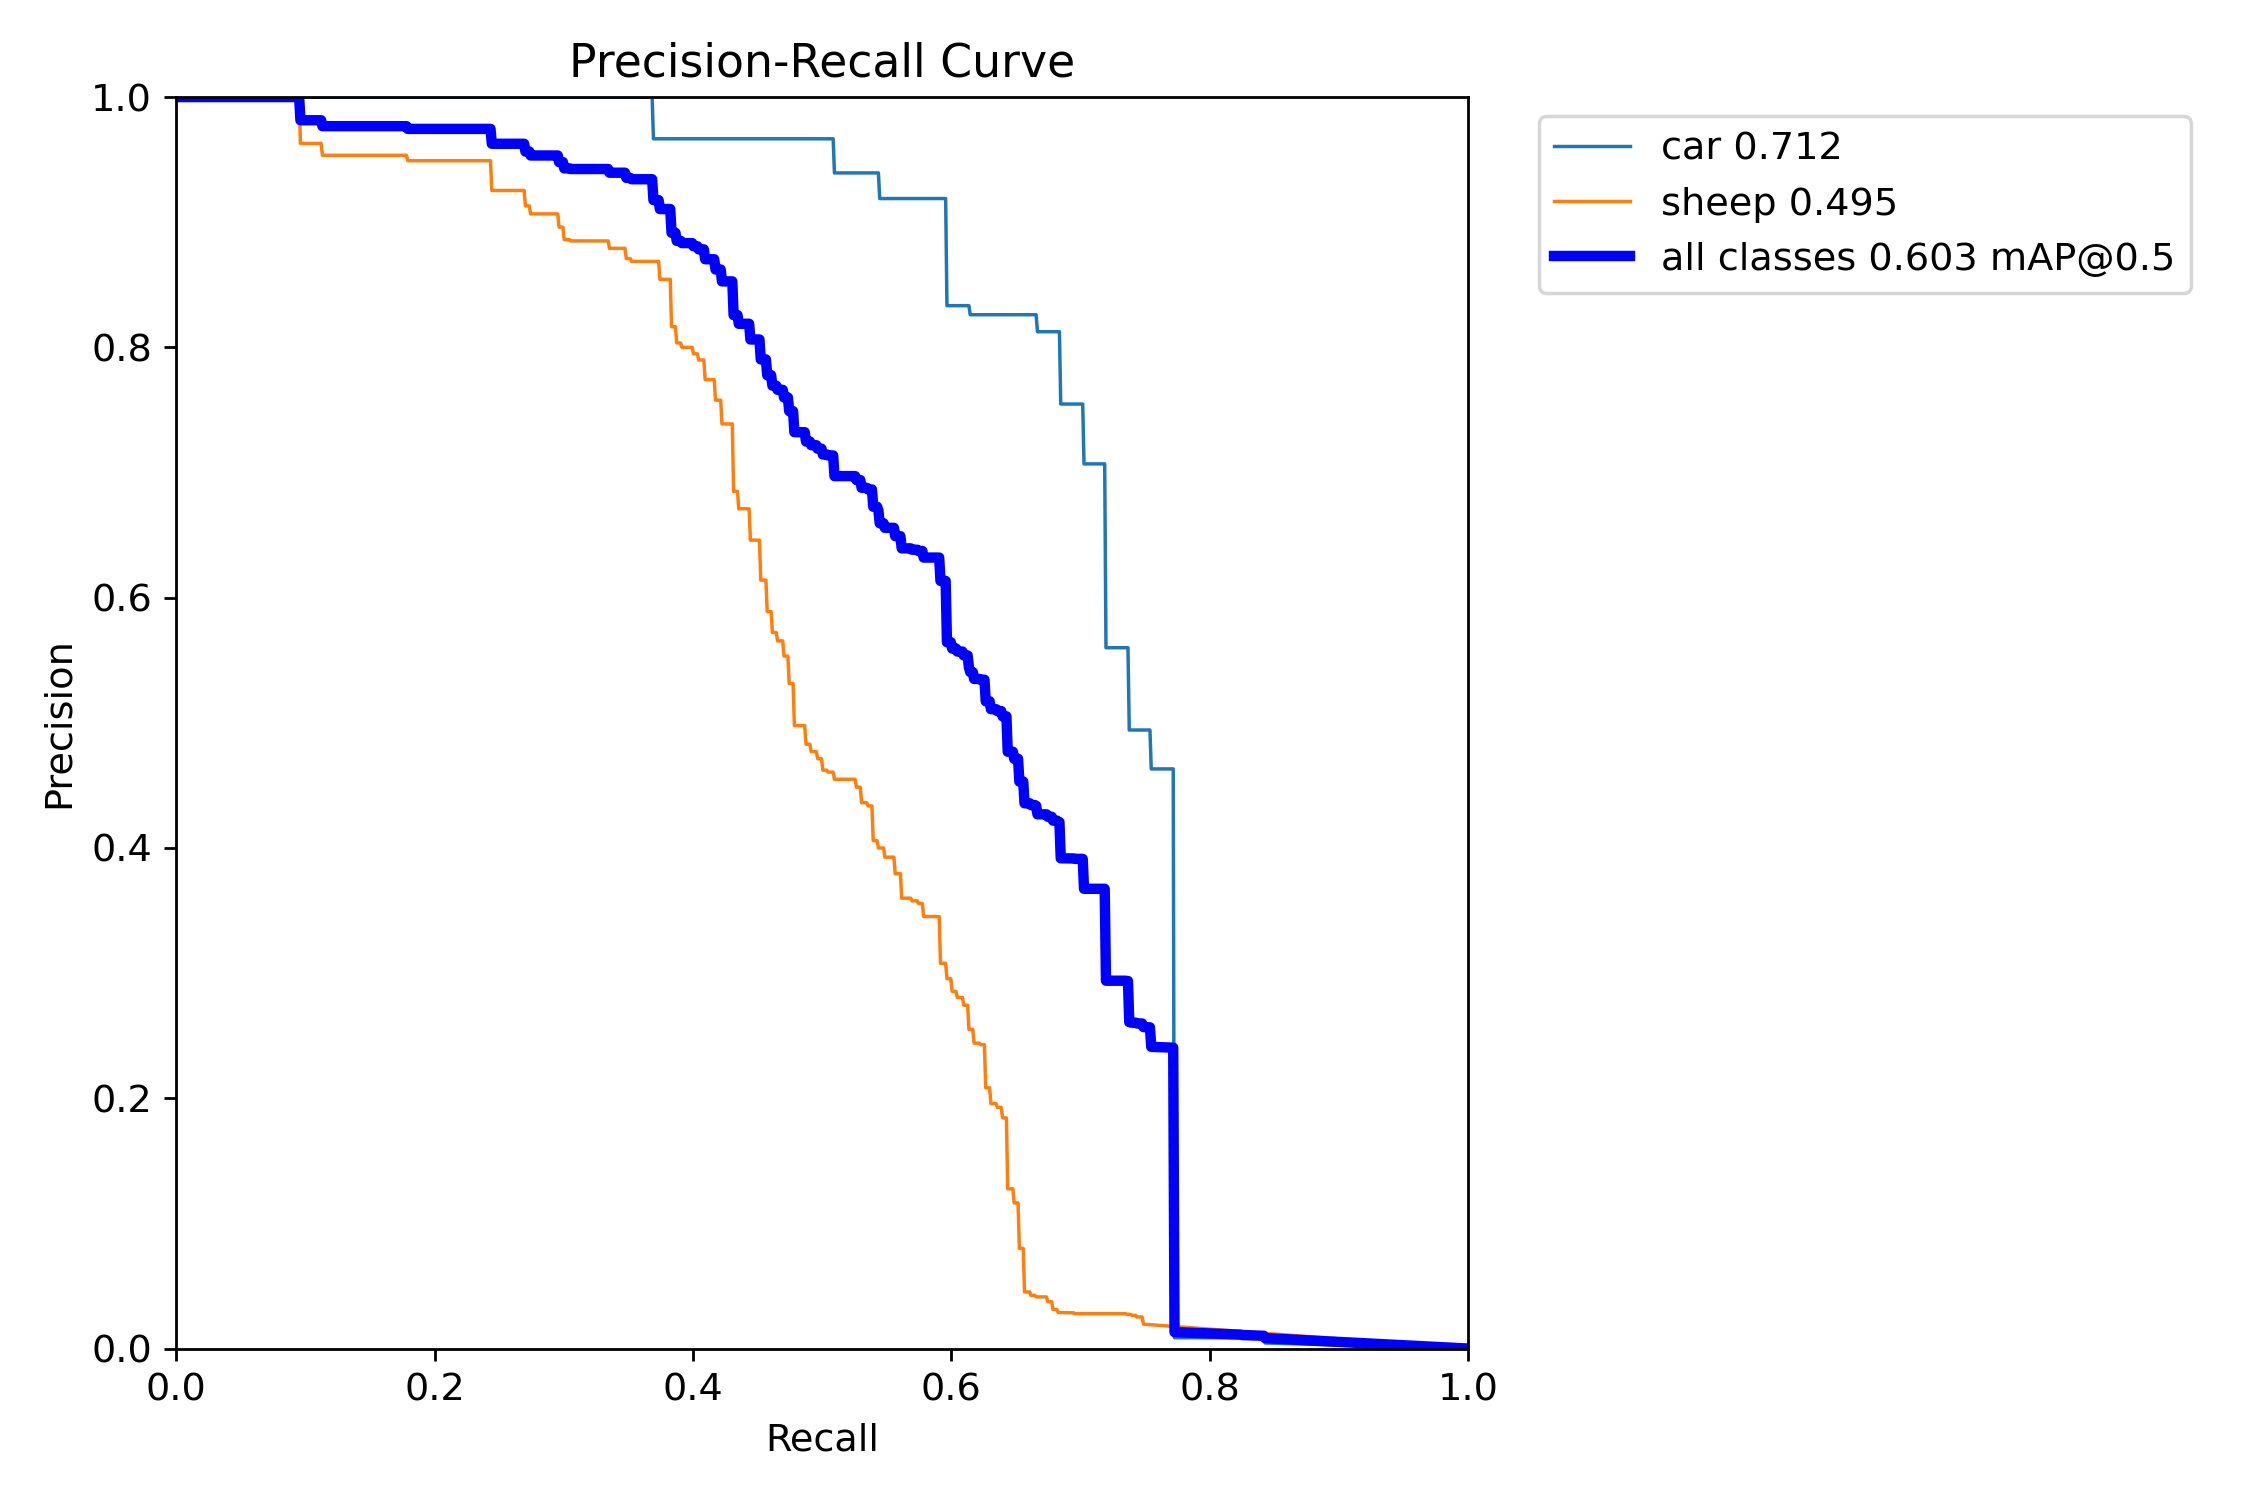 Precision-Recall Curve
1.0
0.8
0.6
0.4
0.2
0.0
Precision
0.0 0.2 0.4 0.6 0.8 1.0
Recall
car 0.712
sheep 0.495
all classes 0.603 mAP@0.5